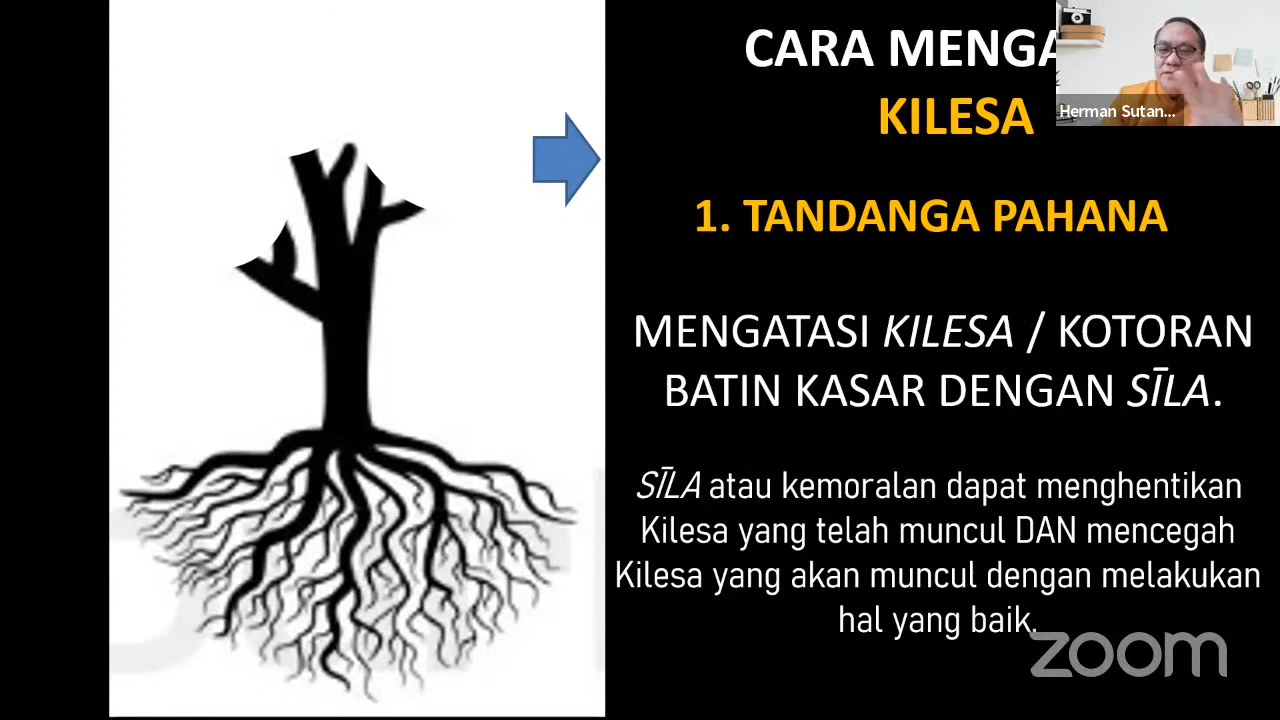 CARA MENGA
KILESA
Herman Sutan...
1. TANDANGA PAHANA
MENGATASI KILESA / KOTORAN
BATIN KASAR DENGAN SĪLA.
SĪLA atau kemoralan dapat menghentikan
Kilesa yang telah muncul DAN mencegah
Kilesa yang akan muncul dengan melakukan
hal yang baik.
zoom